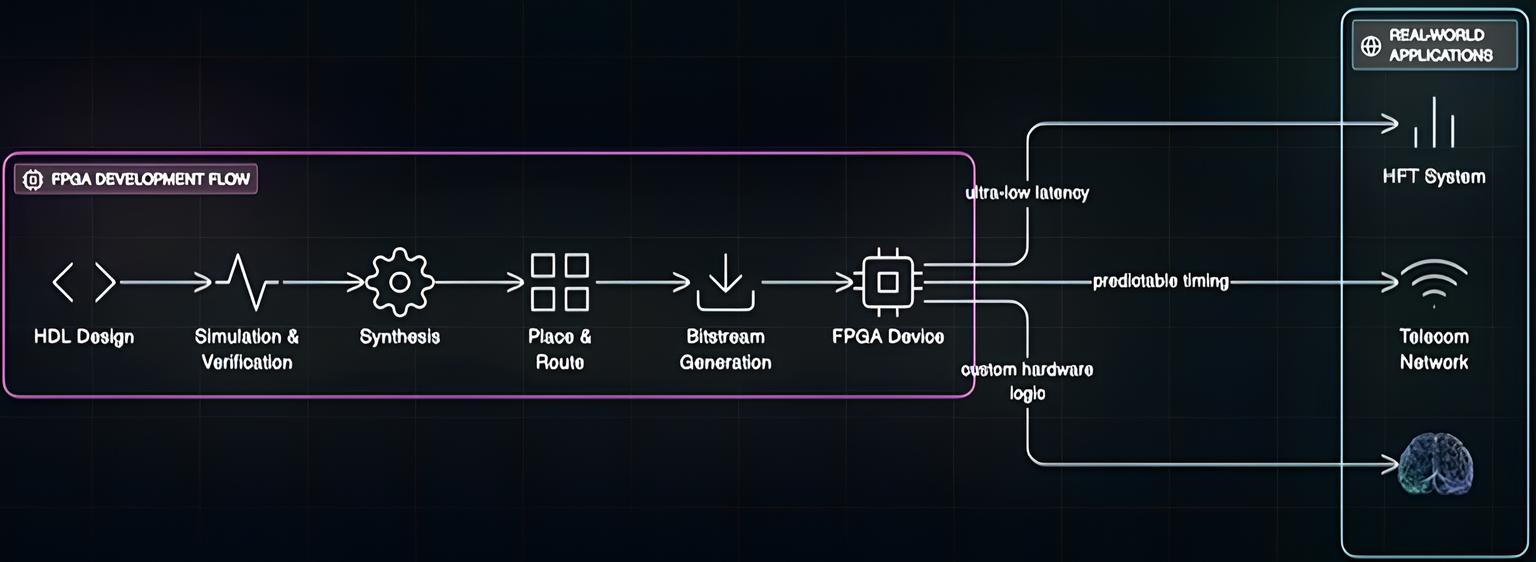 FPGA DEVELOPMENT FLOW
HDL Design
Simulation &
Verification
Synthesis
Place &
Route
Bitstream
Generation
FPGA Device
ultra-low latency
predictable timing
custom hardware
logic
REAL-WORLD
APPLICATIONS
HFT System
Telecom
Network